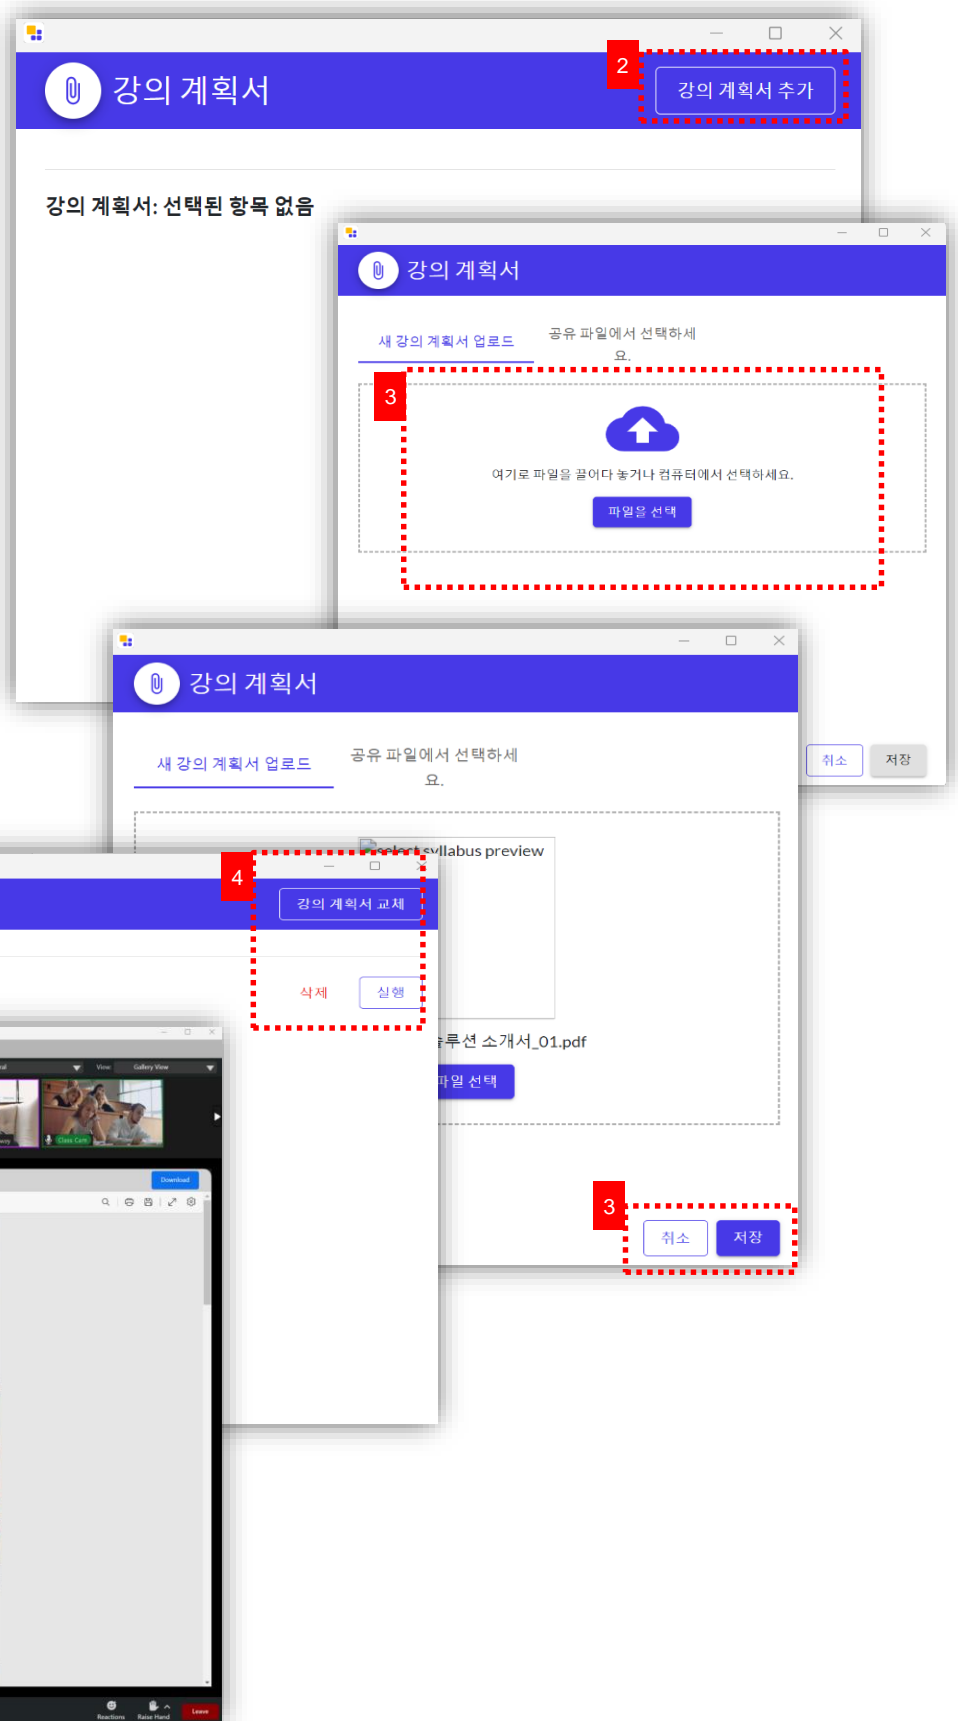 강의 계획서
2
강의 계획서 추가
강의 계획서: 선택된 항목 없음
강의 계획서
새 강의 계획서 업로드
공유 파일에서 선택하세
요.
3
여기로 파일을 끌어다 놓거나 컴퓨터에서 선택하세요.
파일을 선택
취소
저장
강의 계획서
새 강의 계획서 업로드
공유 파일에서 선택하세
요.
select syllabus preview
4
강의 계획서 교체
삭제
실행
루션 소개서_01.pdf
파일 선택
3
취소
저장
View
Gallery View
Class Cam
Download
Reactions
Raise Hand
Leave